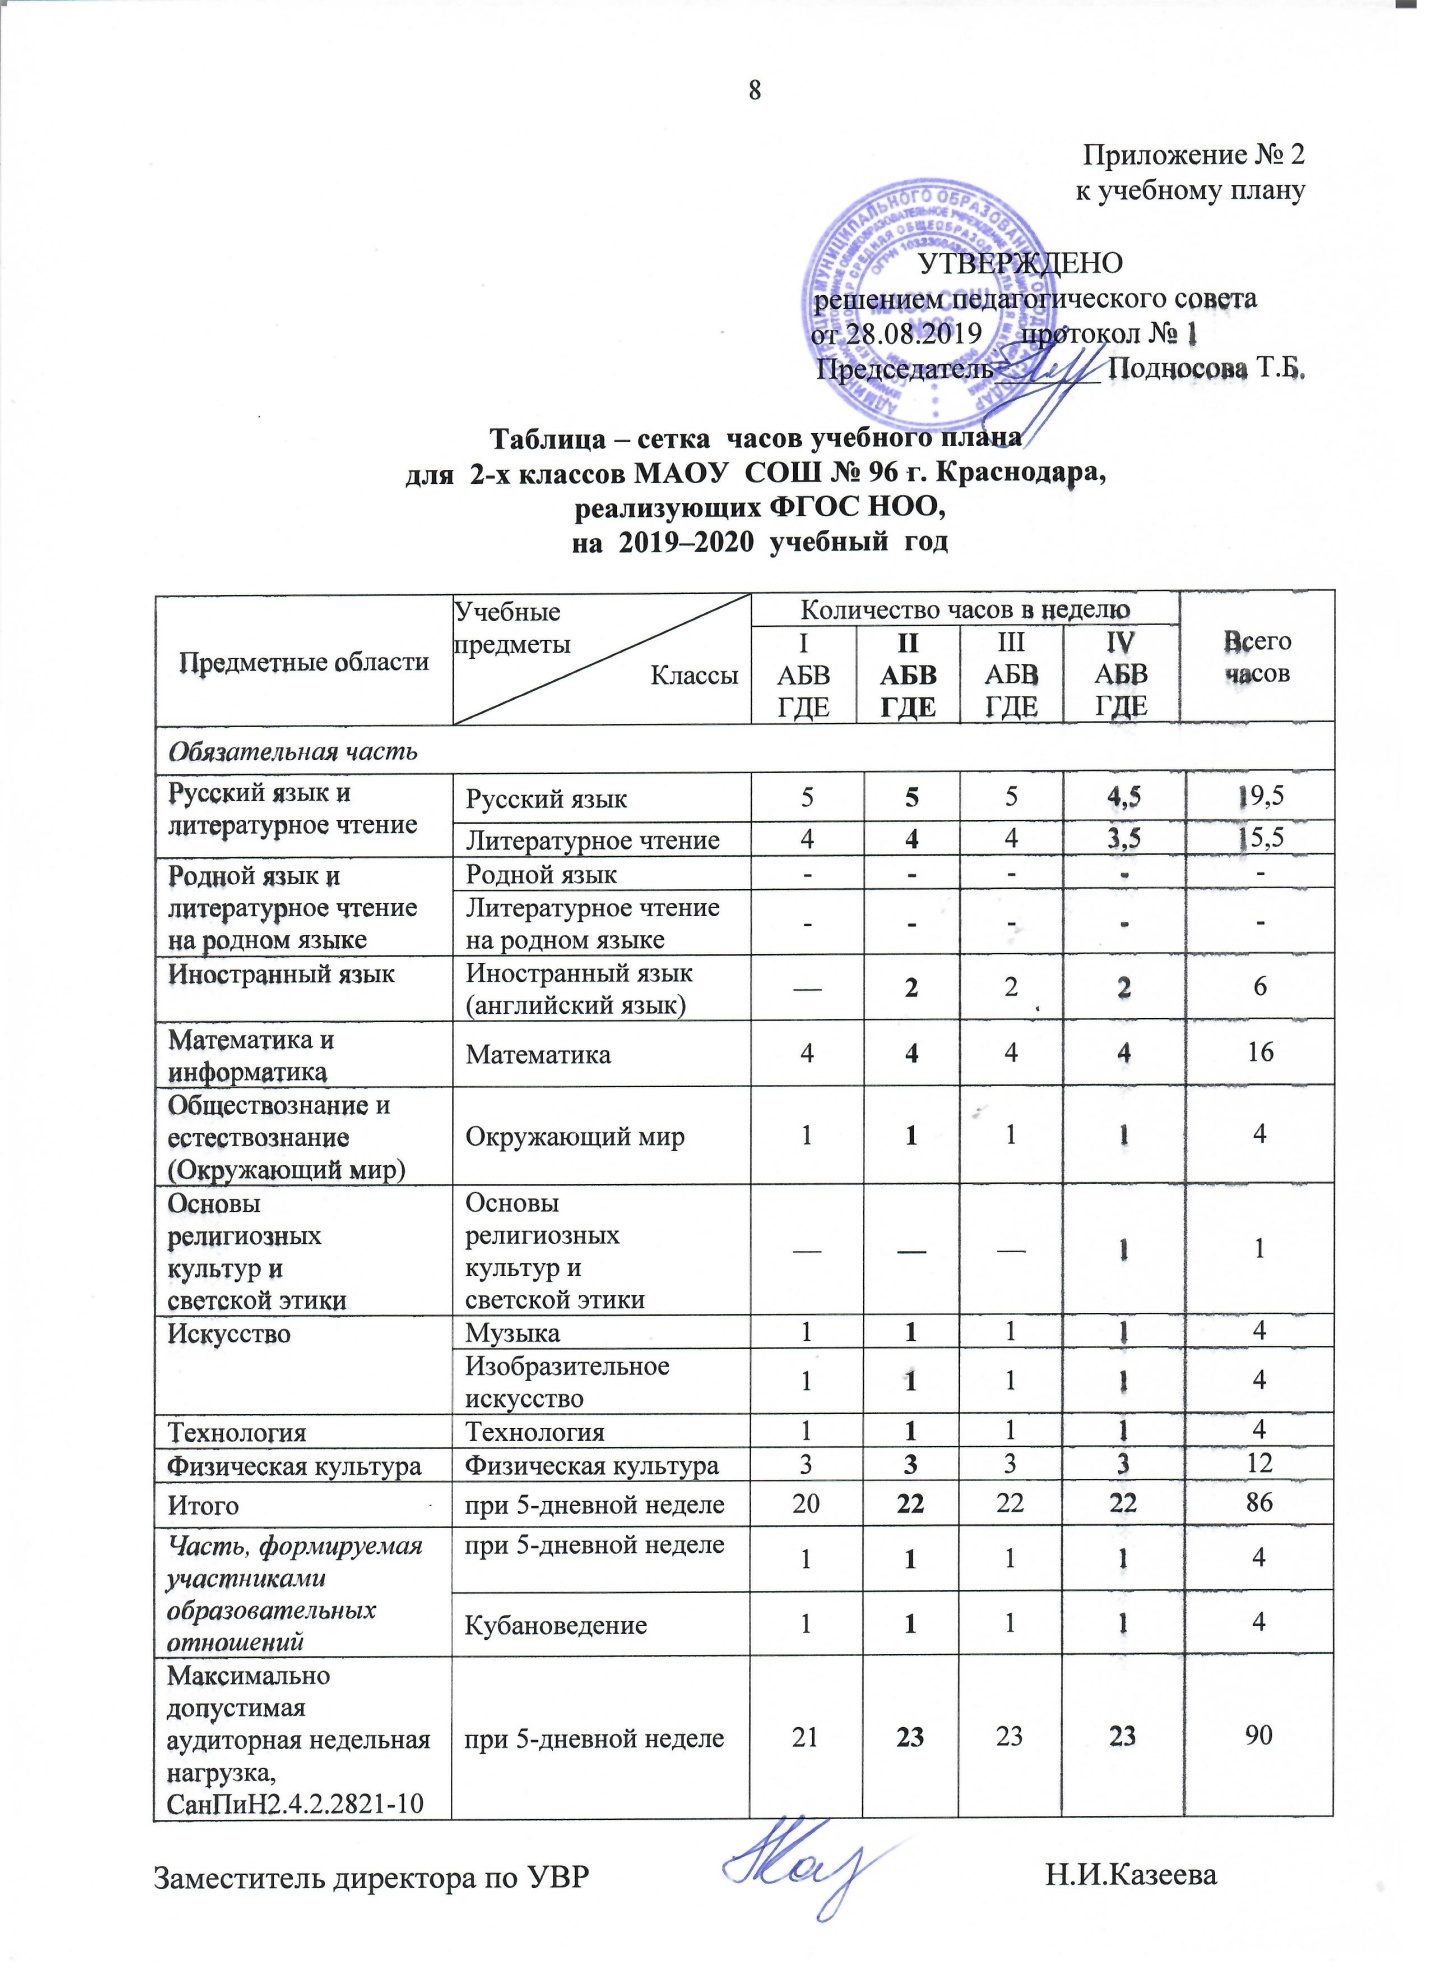 8
Приложение № 2
к учебному плану
УТВЕРЖДЕНО
решением педагогического совета
от 28.08.2019 протокол № 1
Председатель_______ Подносова Т.Б.
МАОУ СОШ
№96
Таблица – сетка часов учебного плана
для 2-х классов МАОУ СОШ № 96 г. Краснодара,
реализующих ФГОС НОО,
на 2019–2020 учебный год
Предметные области
Учебные
предметы
Классы
Количество часов в неделю
I
АБВ
ГДЕ
II
АБВ
ГДЕ
III
АБВ
ГДЕ
IV
АБВ
ГДЕ
Всего
часов
Обязательная часть
Русский язык и
литературное чтение
Русский язык 5 5 5 4,5 19,5
Литературное чтение 4 4 4 3,5 15,5
Родной язык и
литературное чтение
на родном языке
Родной язык - - - - -
Литературное чтение
на родном языке - - - - -
Иностранный язык
Иностранный язык
(английский язык) — 2 2 2 6
Математика и
информатика
Математика 4 4 4 4 16
Обществознание и
естествознание
(Окружающий мир)
Окружающий мир 1 1 1 1 4
Основы
религиозных
культур и
светской этики
Основы
религиозных
культур и
светской этики — — — 1 1
Искусство
Музыка 1 1 1 1 4
Изобразительное
искусство 1 1 1 1 4
Технология Технология 1 1 1 1 4
Физическая культура Физическая культура 3 3 3 3 12
Итого при 5-дневной неделе 20 22 22 22 86
Часть, формируемая
участниками
образовательных
отношений
при 5-дневной неделе 1 1 1 1 4
Кубановедение 1 1 1 1 4
Максимально
допустимая
аудиторная недельная
нагрузка,
СанПиН2.4.2.2821-10
при 5-дневной неделе 21 23 23 23 90
Заместитель директора по УВР Н.И.Казеева